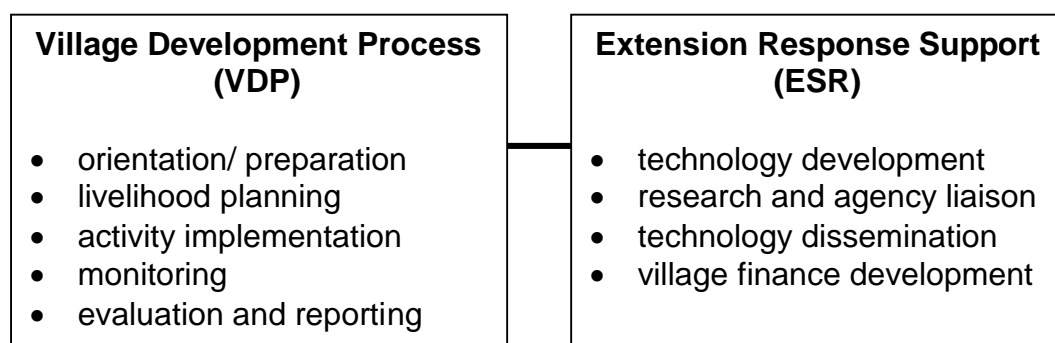 Village Development Process
(VDP)
• orientation/ preparation
• livelihood planning
• activity implementation
• monitoring
• evaluation and reporting
Extension Response Support
(ESR)
• technology development
• research and agency liaison
• technology dissemination
• village finance development